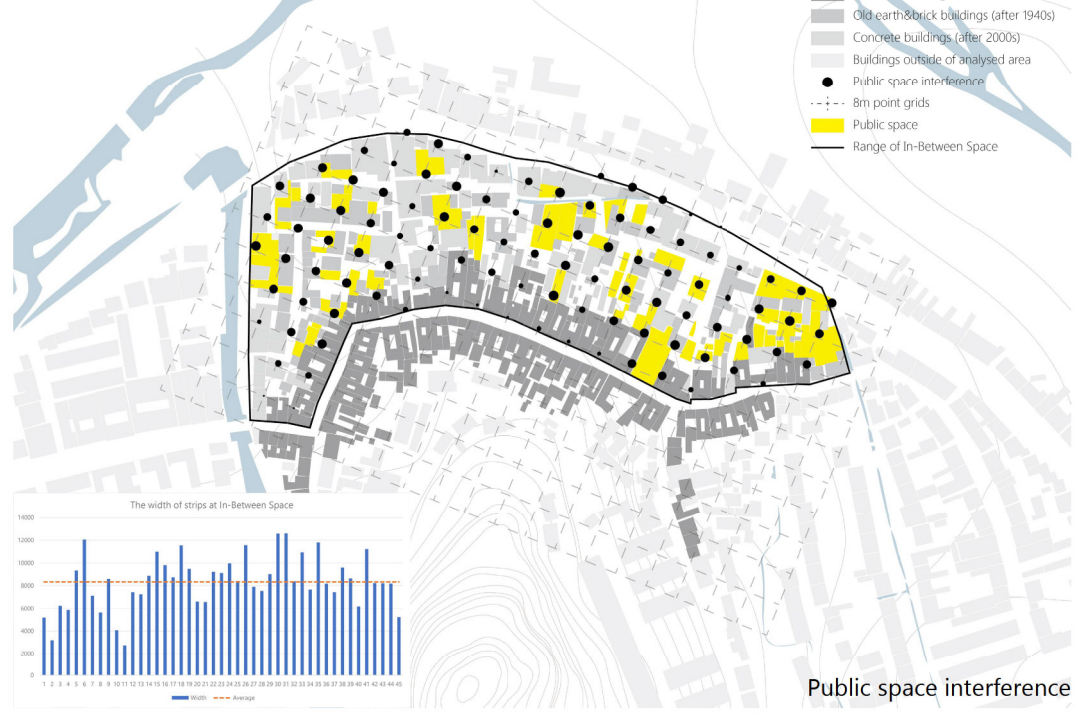 Old earth&brick buildings (after 1940s)
Concrete buildings (after 2000s)
Buildings outside of analysed area
Public space interference
8m point grids
Public space
Range of In-Between Space
The width of strips at In-Between Space
14000
12000
10000
8000
6000
4000
2000
0
1 2 3 4 5 6 7 8 9 10 11 12 13 14 15 16 17 18 19 20 21 22 23 24 25 26 27 28 29 30 31 32 33 34 35 36 37 38 39 40 41 42 43 44 45
Width Average
Public space interference